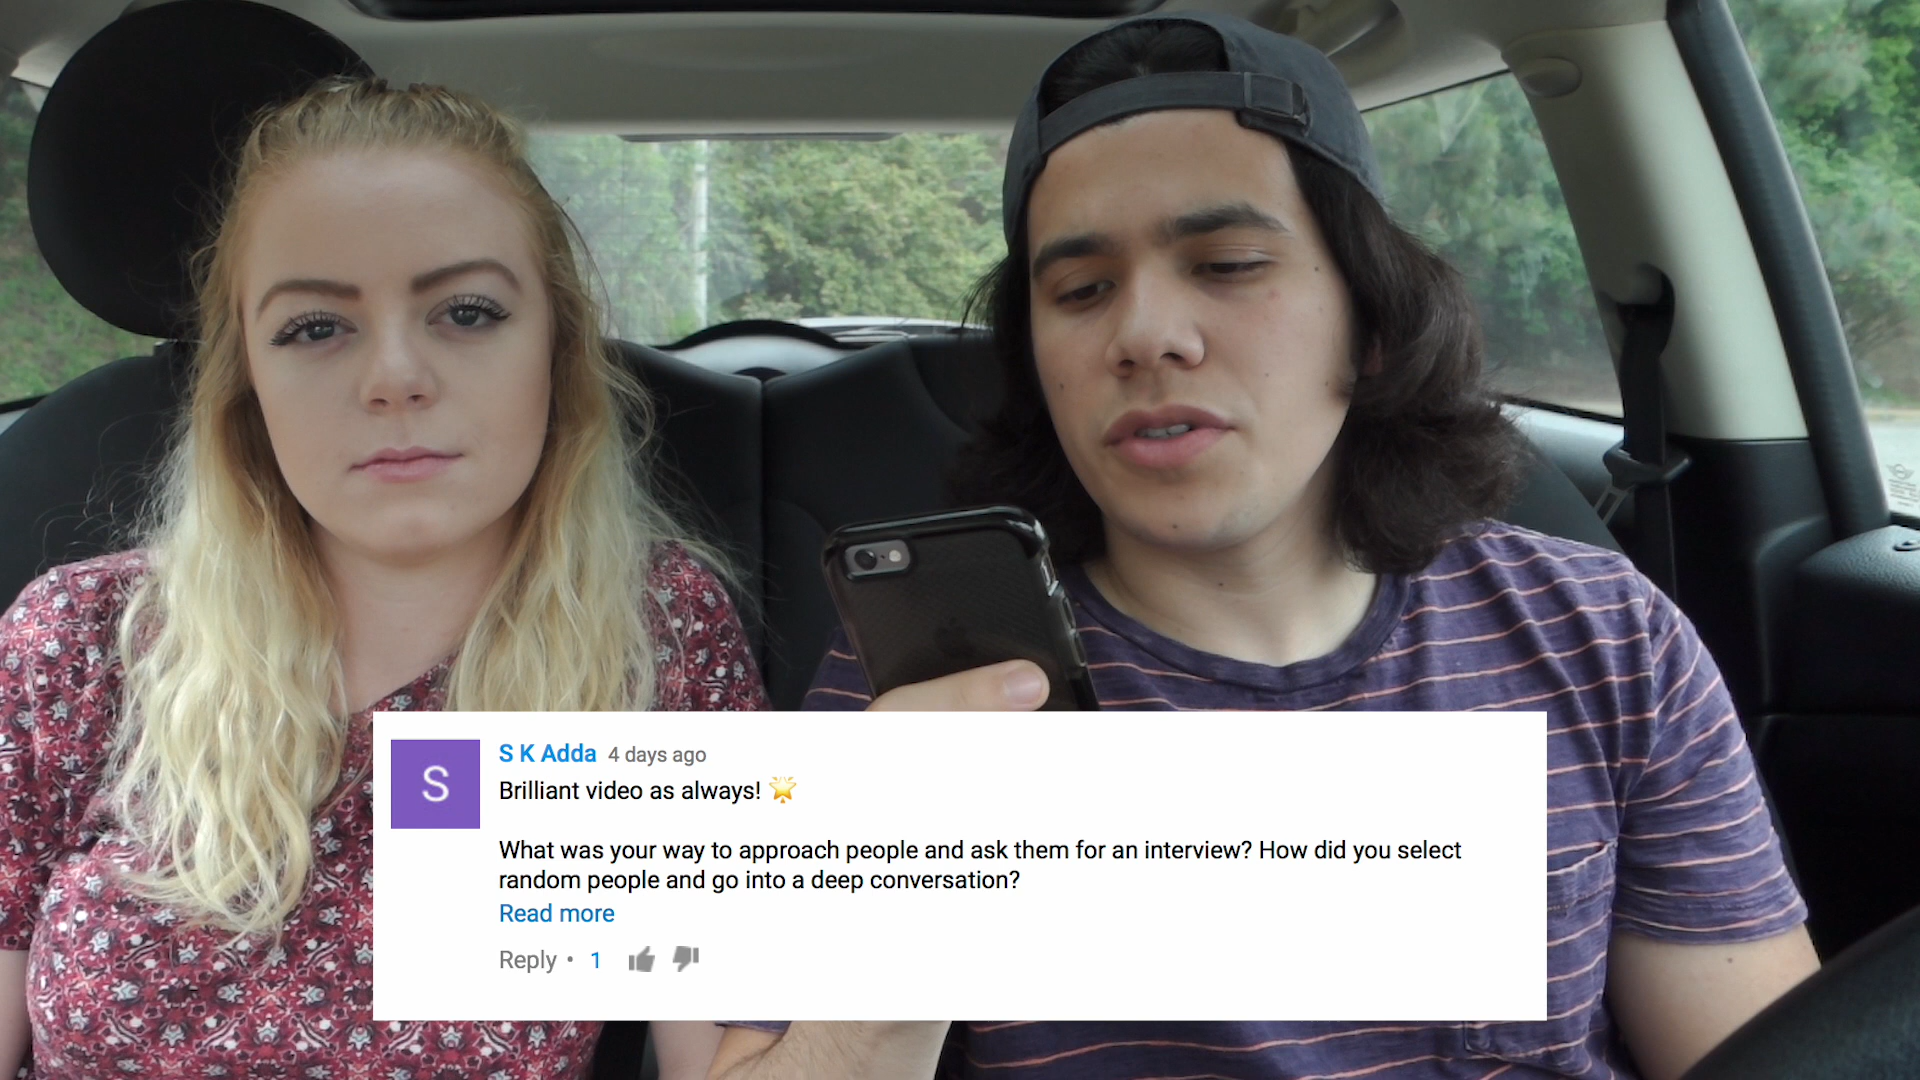 S
S K Adda 4 days ago
Brilliant video as always! 🌟
What was your way to approach people and ask them for an interview? How did you select
random people and go into a deep conversation?
Read more
Reply • 1